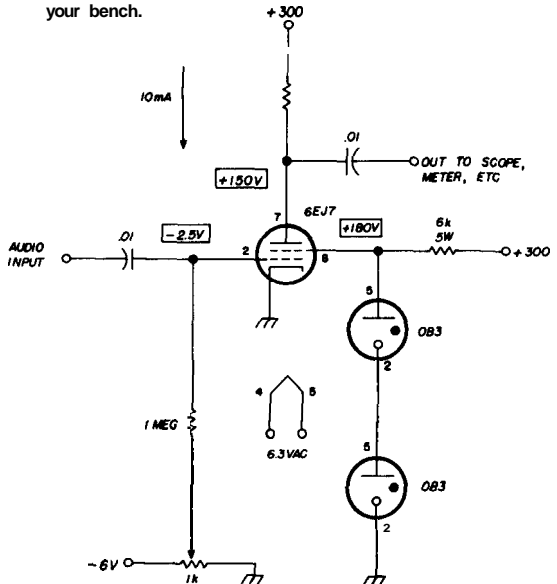 your bench.
+300
10mA
.01
OUT TO SCOPE,
METER, ETC
+150V
7
6EJ7
+180V
6k
5W
AUDIO
INPUT
.01
-2.5V
2
8
+300
5
OB3
2
4
5
6.3VAC
1 MEG
5
OB3
2
-6V
1k